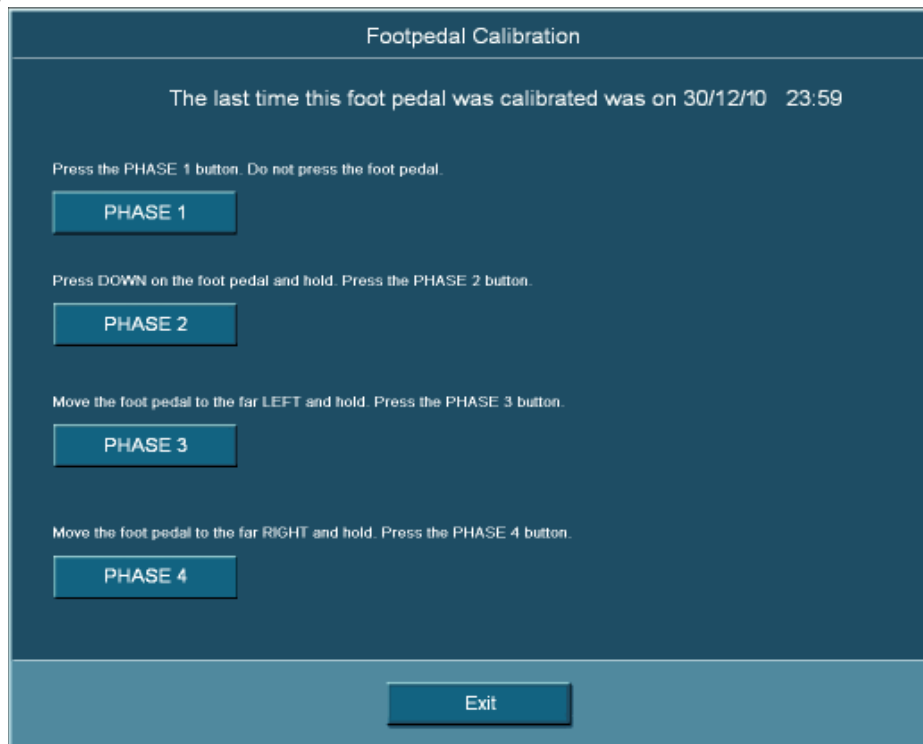 Footpedal Calibration
The last time this foot pedal was calibrated was on 30/12/10 23:59
Press the PHASE 1 button. Do not press the foot pedal.
PHASE 1
Press DOWN on the foot pedal and hold. Press the PHASE 2 button.
PHASE 2
Move the foot pedal to the far LEFT and hold. Press the PHASE 3 button.
PHASE 3
Move the foot pedal to the far RIGHT and hold. Press the PHASE 4 button.
PHASE 4
Exit